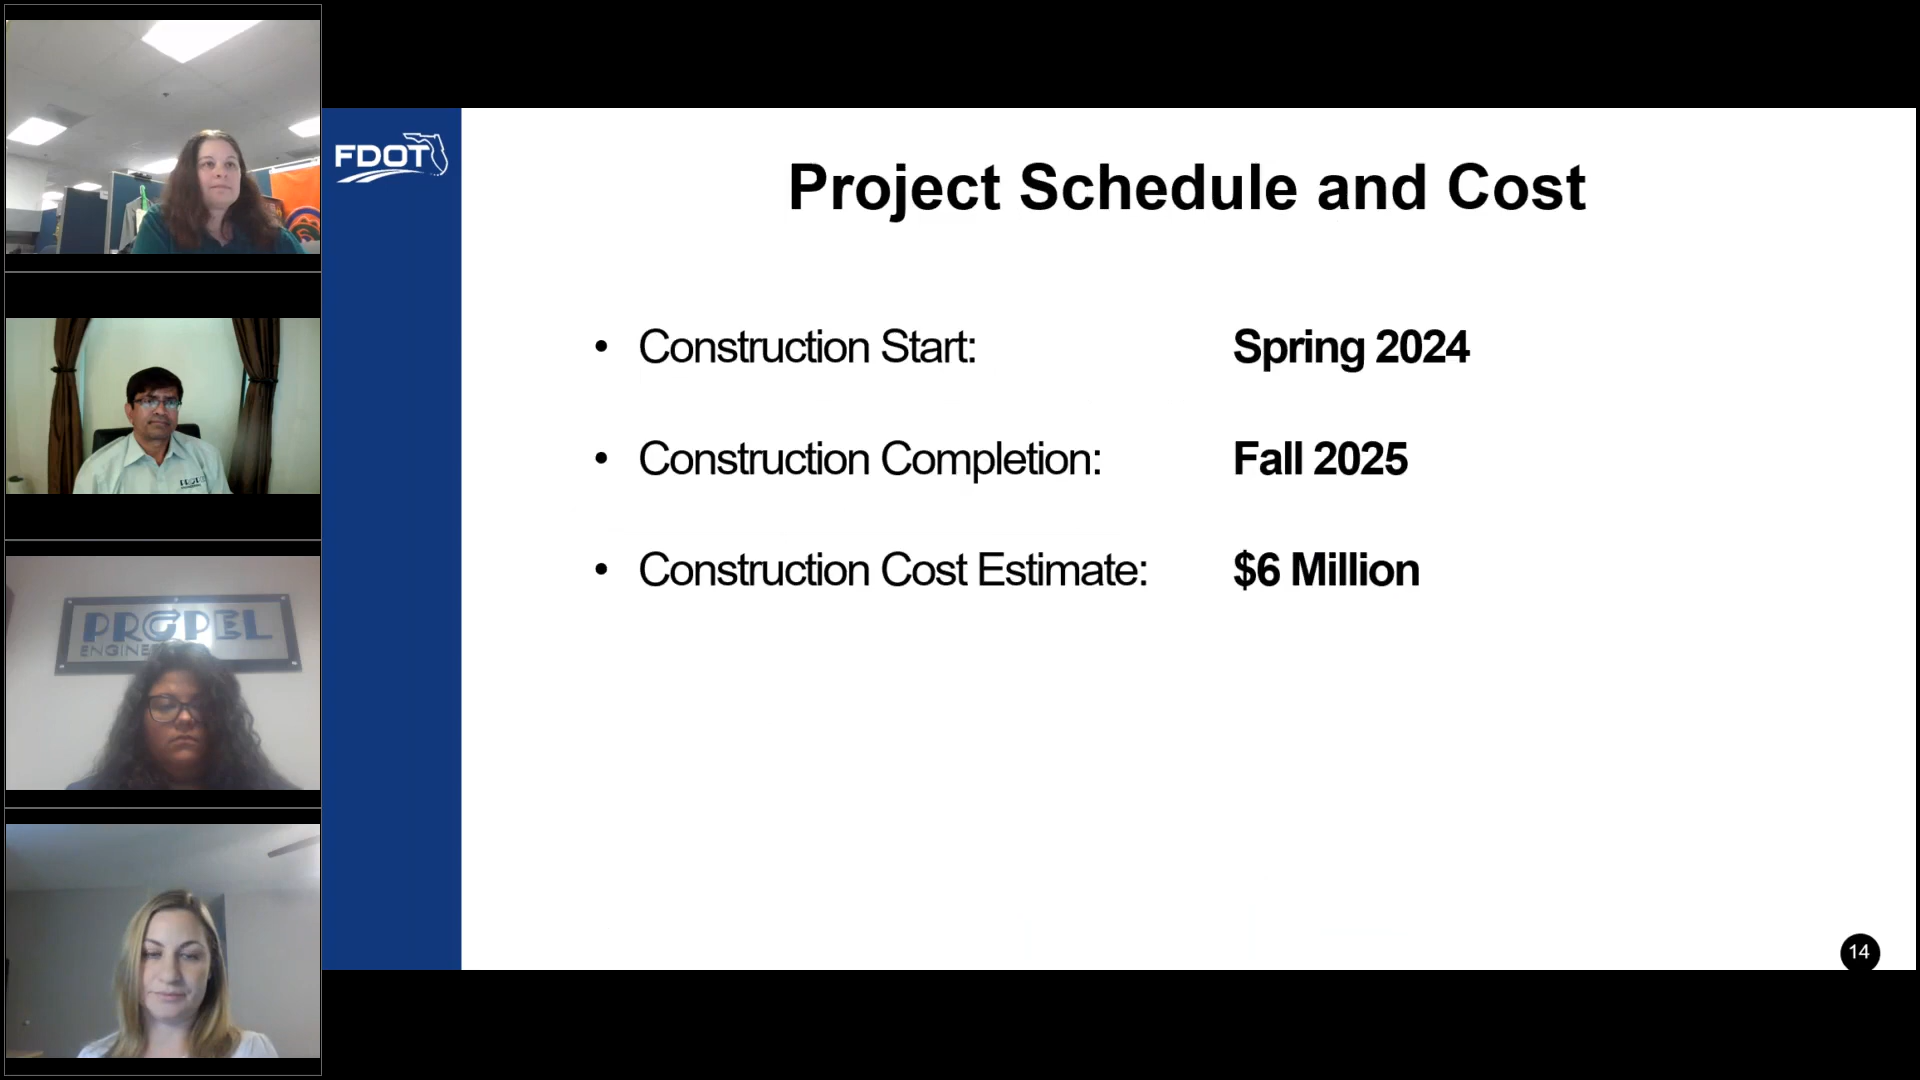 FDOT
Project Schedule and Cost
• Construction Start: Spring 2024
• Construction Completion: Fall 2025
• Construction Cost Estimate: $6 Million
14
PROPEL